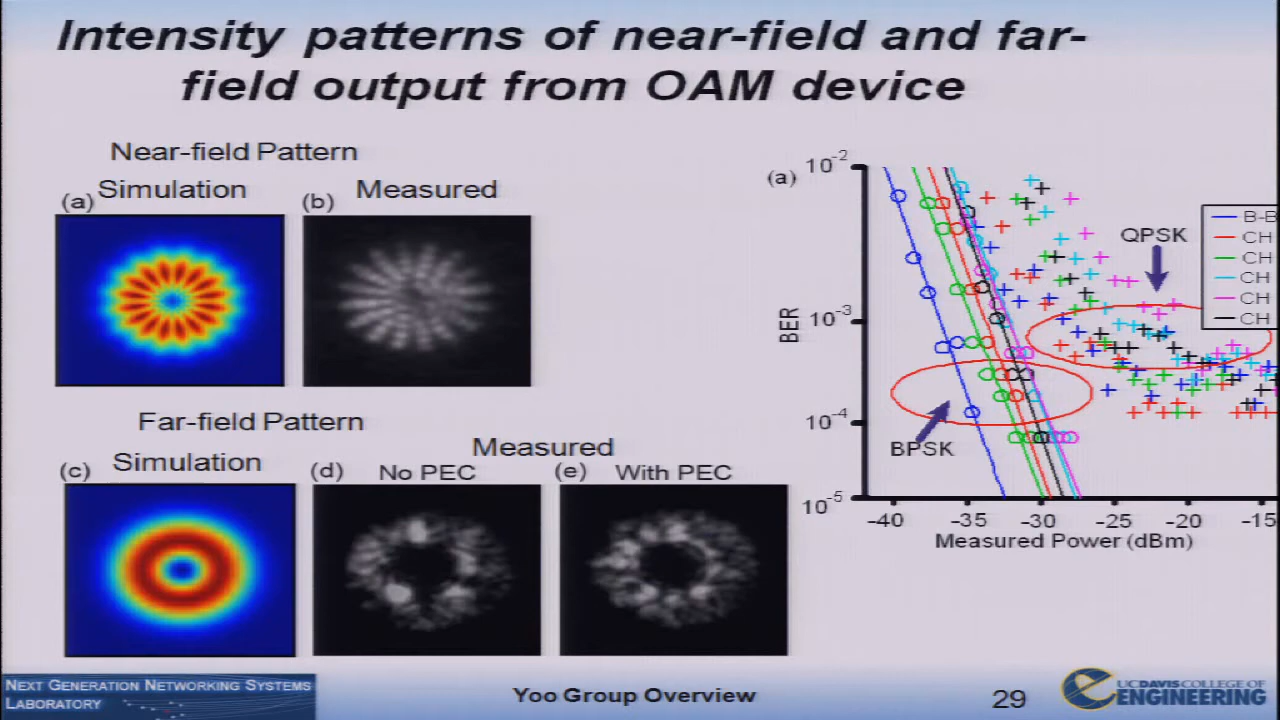 Intensity patterns of near-field and far-
field output from OAM device
Near-field Pattern
(a) Simulation
(b) Measured
Far-field Pattern
Measured
(c) Simulation
(d) No PEC
(e) With PEC
(a)
10-2
10-3
10-4
10-5
BER
QPSK
BPSK
B-B
CH
CH
CH
CH
CH
-40 -35 -30 -25 -20 -15
Measured Power (dBm)
NEXT GENERATION NETWORKING SYSTEMS
LABORATORY
Yoo Group Overview
29
UCDAVIS COLLEGE OF
ENGINEERING